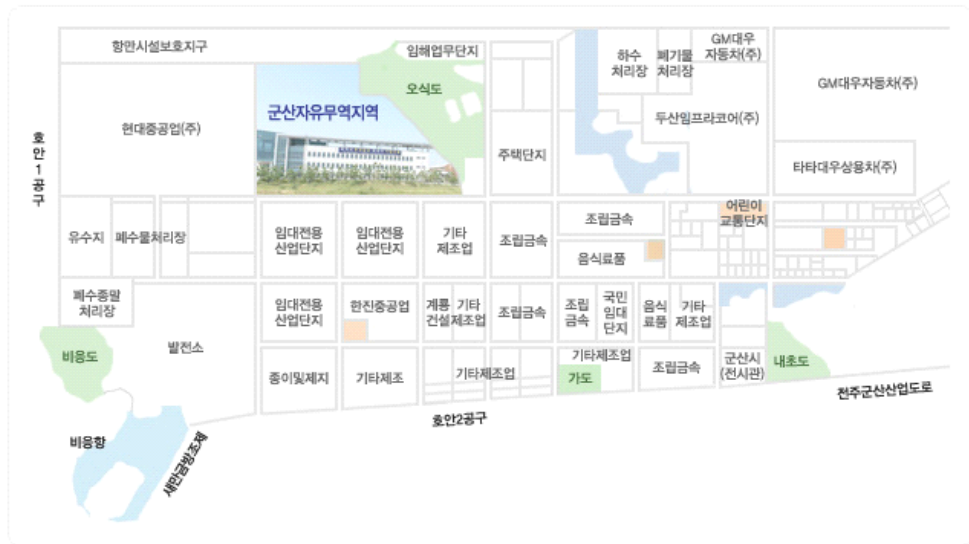 항만시설보호지구
임해업무단지
오식도
군산자유무역지역
현대중공업(주)
호안1공구
주택단지
하수
처리장
폐기물
처리장
GM대우
자동차(주)
두산임프라코어(주)
GM대우자동차(주)
타타대우상용차(주)
유수지
폐수물처리장
임대전용
산업단지
임대전용
산업단지
기타
제조업
조립금속
조립금속
음식료품
어린이
교통단지
폐수종말
처리장
발전소
임대전용
산업단지
한진중공업
계룡
건설
기타
제조업
조립금속
조립
금속
국민
임대
단지
음식
료품
기타
제조업
비응도
종이및제지
기타제조
기타제조업
기타제조업
가도
조립금속
군산시
(전시관)
내초도
전주군산산업도로
호안2공구
비응항
새만금방조제